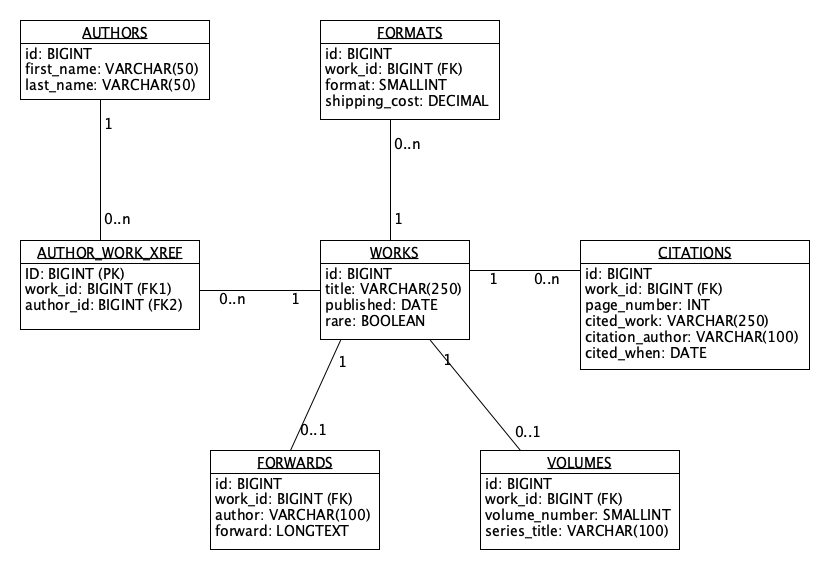 AUTHORS
id: BIGINT
first_name: VARCHAR(50)
last_name: VARCHAR(50)
FORMATS
id: BIGINT
work_id: BIGINT (FK)
format: SMALLINT
shipping_cost: DECIMAL
1
0..n
0..n
1
AUTHOR_WORK_XREF
ID: BIGINT (PK)
work_id: BIGINT (FK1)
author_id: BIGINT (FK2)
0..n
1
WORKS
id: BIGINT
title: VARCHAR(250)
published: DATE
rare: BOOLEAN
1
0..n
CITATIONS
id: BIGINT
work_id: BIGINT (FK)
page_number: INT
cited_work: VARCHAR(250)
citation_author: VARCHAR(100)
cited_when: DATE
1
1
0..1
0..1
FORWARDS
id: BIGINT
work_id: BIGINT (FK)
author: VARCHAR(100)
forward: LONGTEXT
VOLUMES
id: BIGINT
work_id: BIGINT (FK)
volume_number: SMALLINT
series_title: VARCHAR(100)